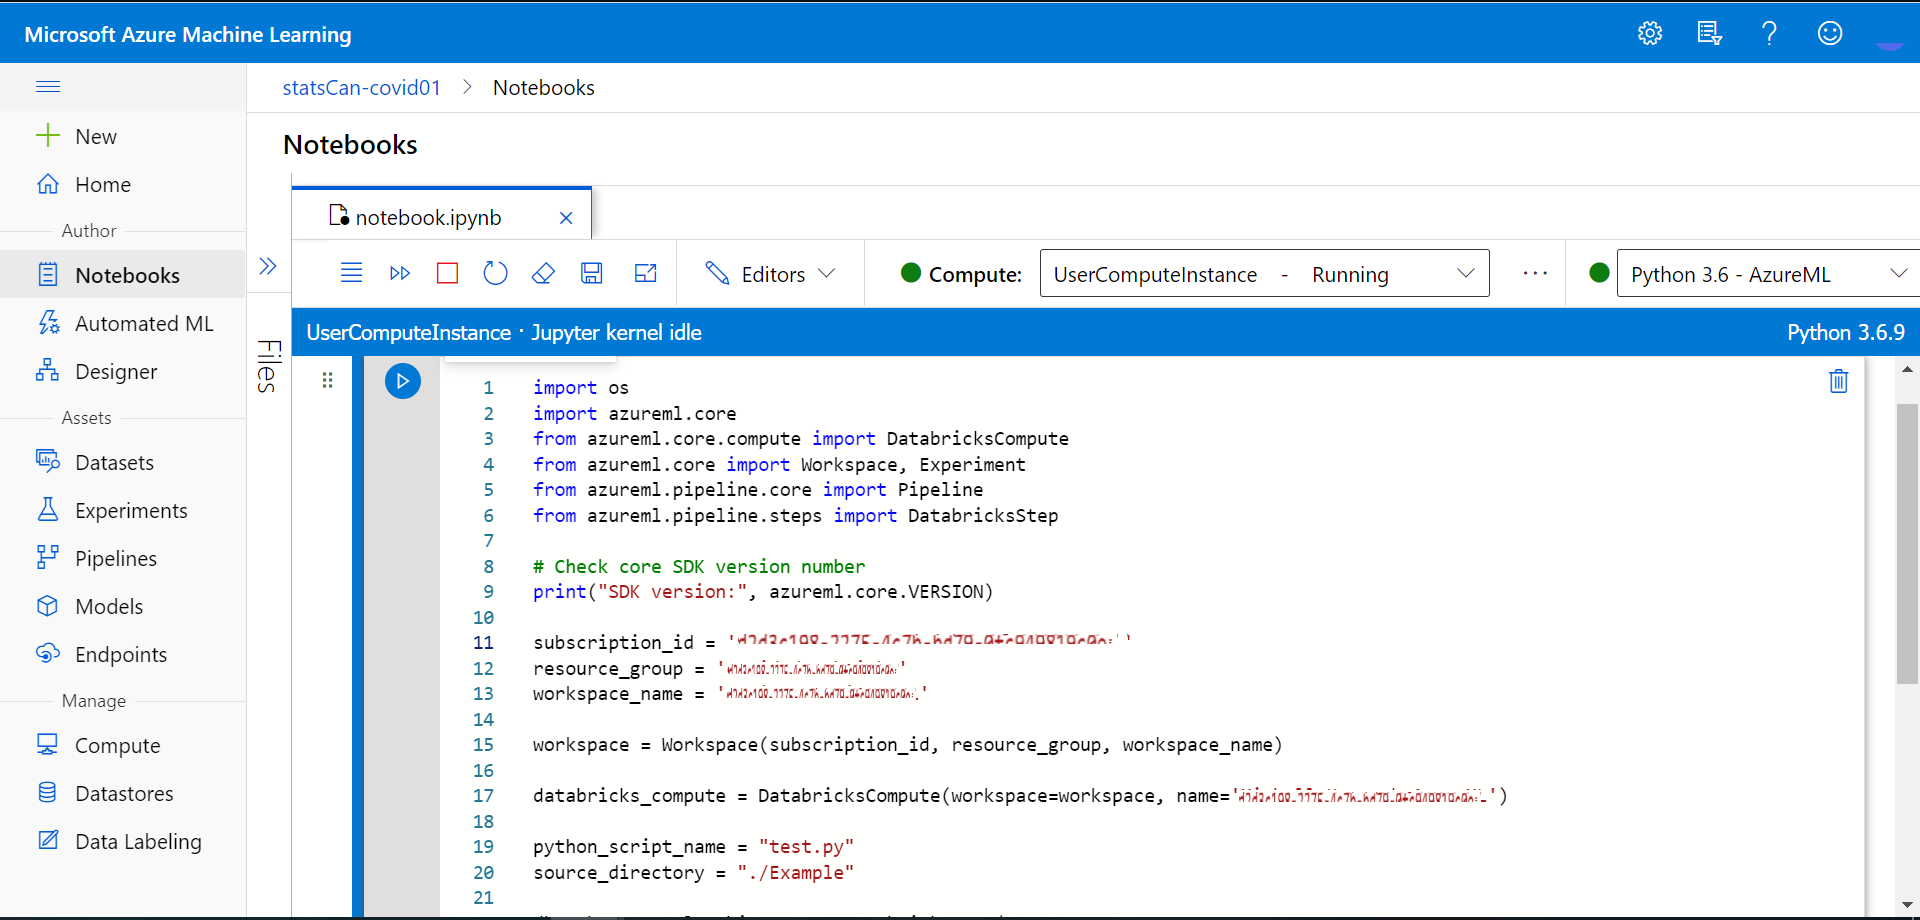 Microsoft Azure Machine Learning
statsCan-covid01 > Notebooks
New
Home
Author
Notebooks
Automated ML
Designer
Assets
Datasets
Experiments
Pipelines
Models
Endpoints
Manage
Compute
Datastores
Data Labeling
Notebooks
Files
notebook.ipynb
Editors
Compute:
UserComputeInstance - Running
Python 3.6 - AzureML
UserComputeInstance · Jupyter kernel idle
Python 3.6.9
1 import os
2 import azureml.core
3 from azureml.core.compute import DatabricksCompute
4 from azureml.core import Workspace, Experiment
5 from azureml.pipeline.core import Pipeline
6 from azureml.pipeline.steps import DatabricksStep
7
8 # Check core SDK version number
9 print("SDK version:", azureml.core.VERSION)
10
11 subscription_id = ' '
12 resource_group = ' '
13 workspace_name = ' '
14
15 workspace = Workspace(subscription_id, resource_group, workspace_name)
16
17 databricks_compute = DatabricksCompute(workspace=workspace, name=' ')
18
19 python_script_name = "test.py"
20 source_directory = "./Example"
21